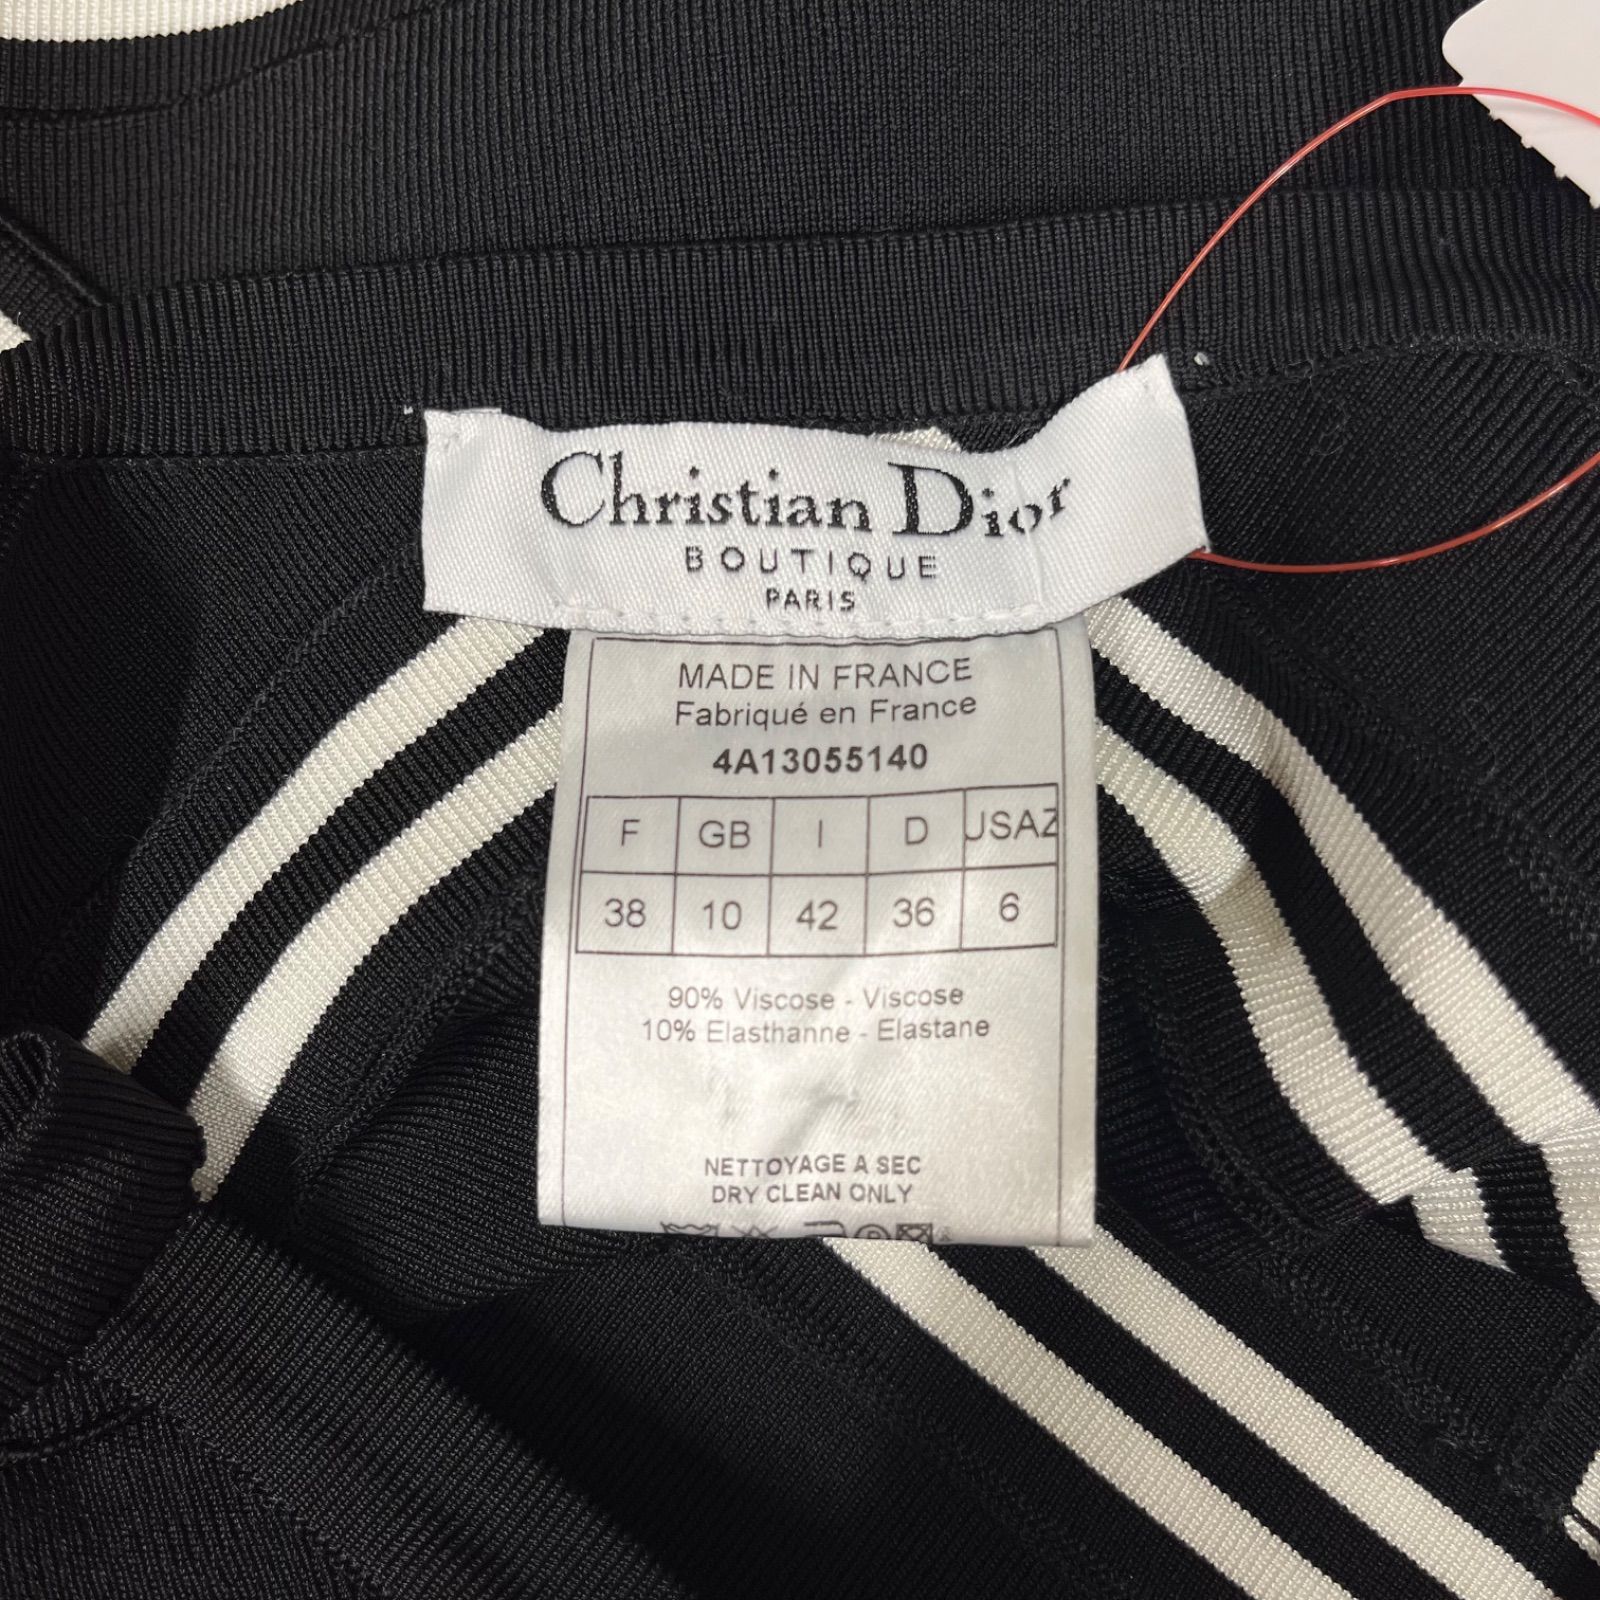 Christian Dior
BOUTIQUE
PARIS
MADE IN FRANCE
Fabriqué en France
4A13055140
F GB I D USAZ
38 10 42 36 6
90% Viscose - Viscose
10% Elasthanne - Elastane
NETTOYAGE A SEC
DRY CLEAN ONLY